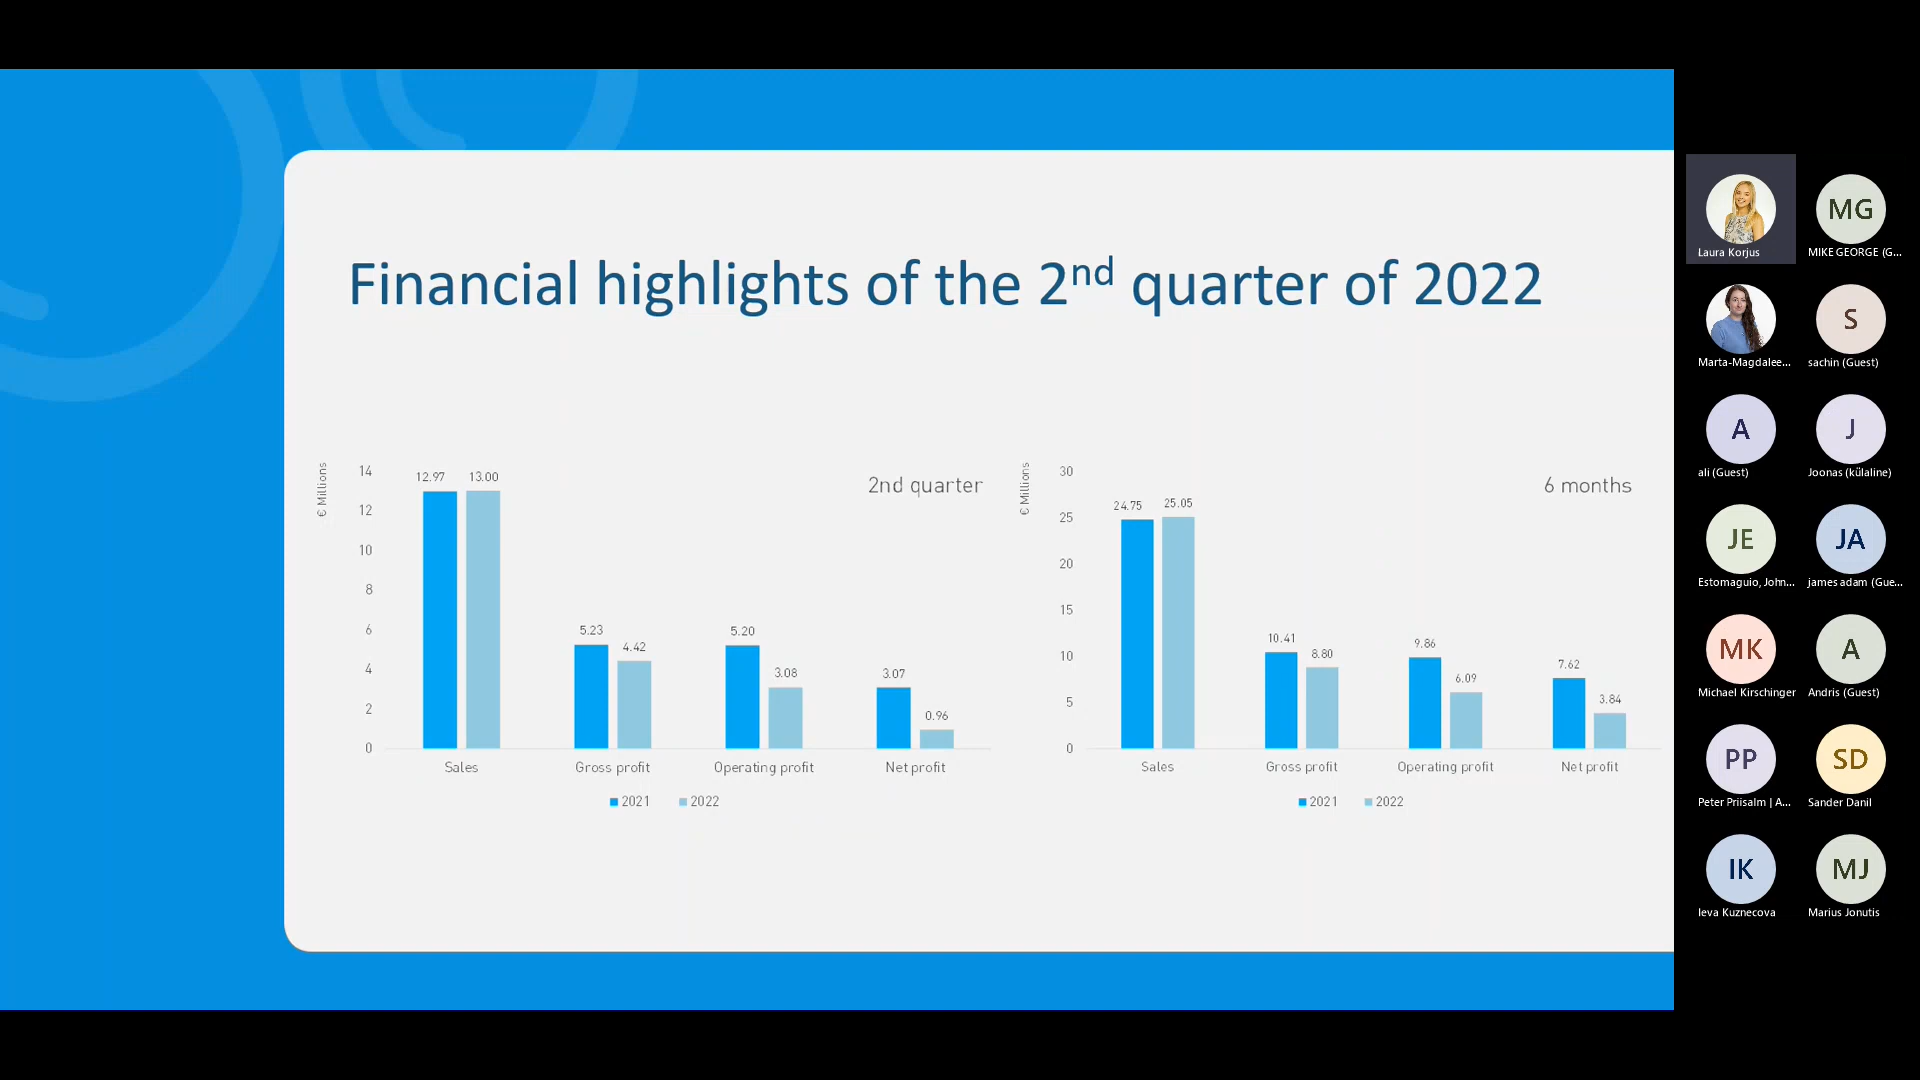 Financial highlights of the 2nd quarter of 2022
€ Millions
2nd quarter
14
12
10
8
6
4
2
0
12.97
13.00
5.23
4.42
5.20
3.08
3.07
0.96
Sales
Gross profit
Operating profit
Net profit
2021
2022
€ Millions
6 months
30
25
20
15
10
5
0
24.75
25.05
10.41
8.80
9.86
6.09
7.62
3.84
Sales
Gross profit
Operating profit
Net profit
2021
2022
Laura Korjus
MG
MIKE GEORGE (G...
Marta-Magdalee...
S
sachin (Guest)
A
ali (Guest)
J
Joonas (külaline)
JE
Estomaguio, John...
JA
james adam (Gue...
MK
Michael Kirschinger
A
Andris (Guest)
PP
Peter Priisalm | A...
SD
Sander Danil
IK
Ieva Kuznecova
MJ
Marius Jonutis